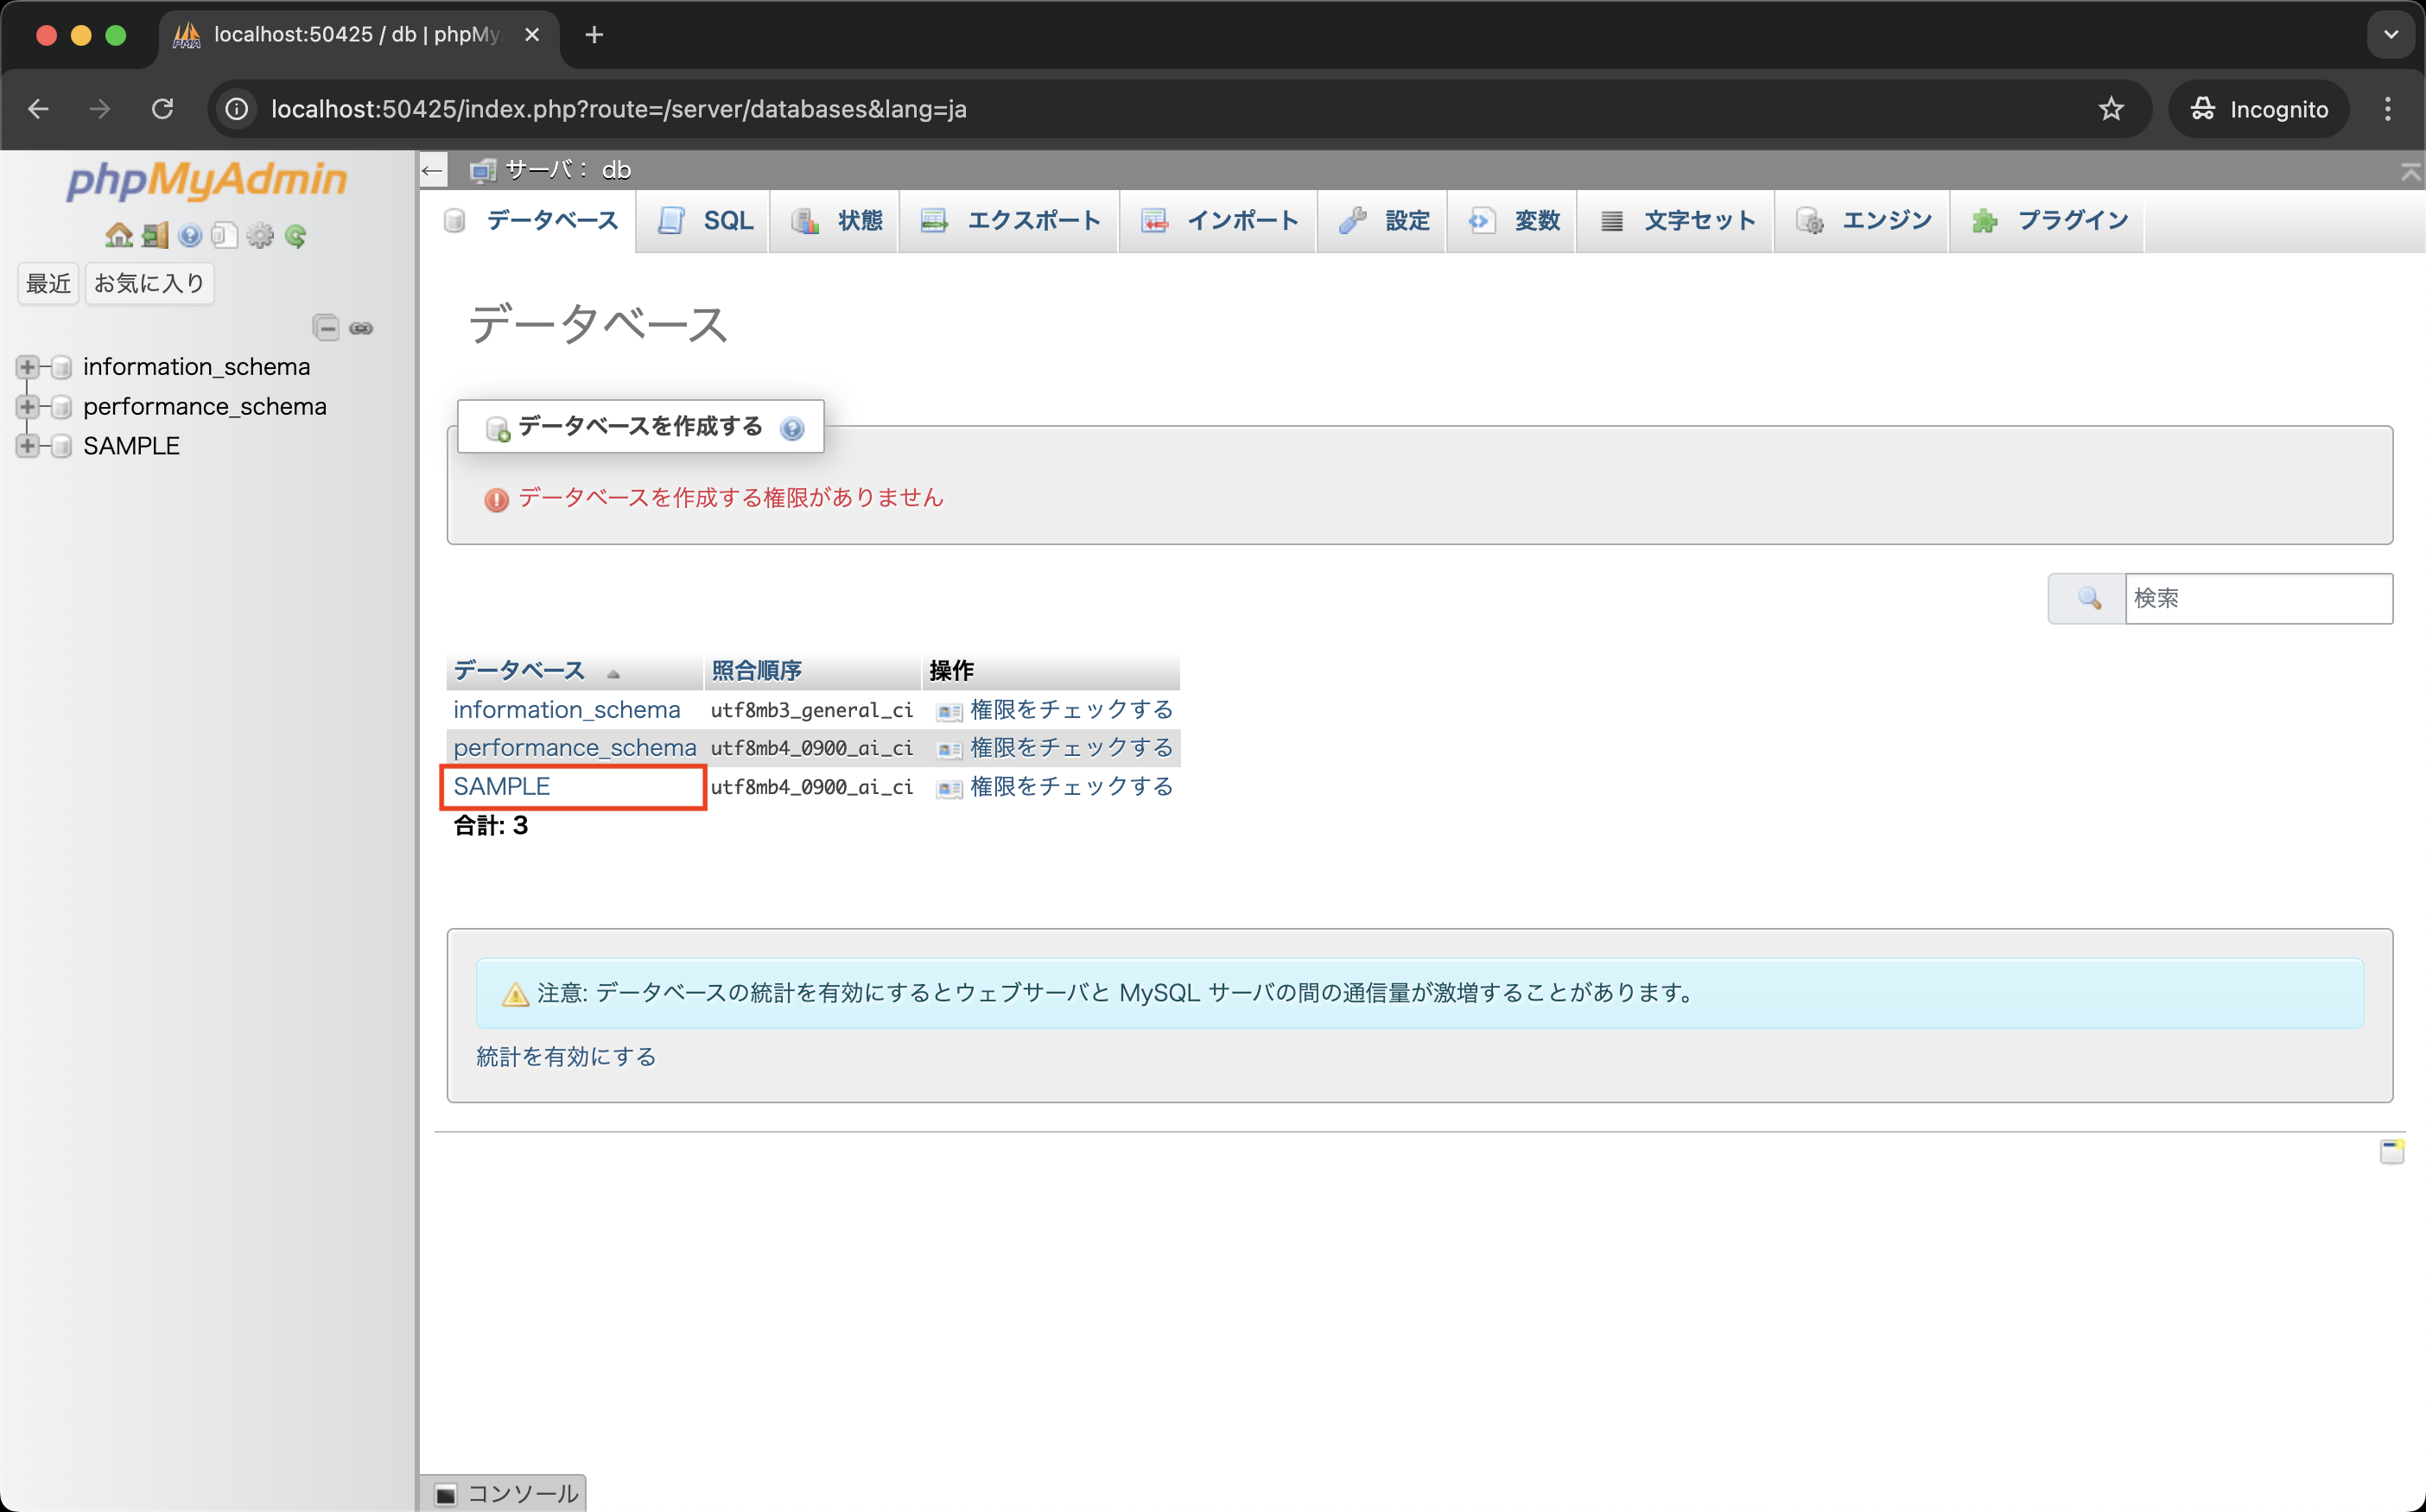 localhost:50425 / db | phpMy
localhost:50425/index.php?route=/server/databases&lang=ja
Incognito
phpMyAdmin
最近 お気に入り
information_schema
performance_schema
SAMPLE
サーバ： db
データベース SQL 状態 エクスポート インポート 設定 変数 文字セット エンジン プラグイン
データベース
データベースを作成する
データベースを作成する権限がありません
検索
データベース 照合順序 操作
information_schema utf8mb3_general_ci 権限をチェックする
performance_schema utf8mb4_0900_ai_ci 権限をチェックする
SAMPLE utf8mb4_0900_ai_ci 権限をチェックする
合計: 3
注意: データベースの統計を有効にするとウェブサーバと MySQL サーバの間の通信量が激増することがあります。
統計を有効にする
コンソール